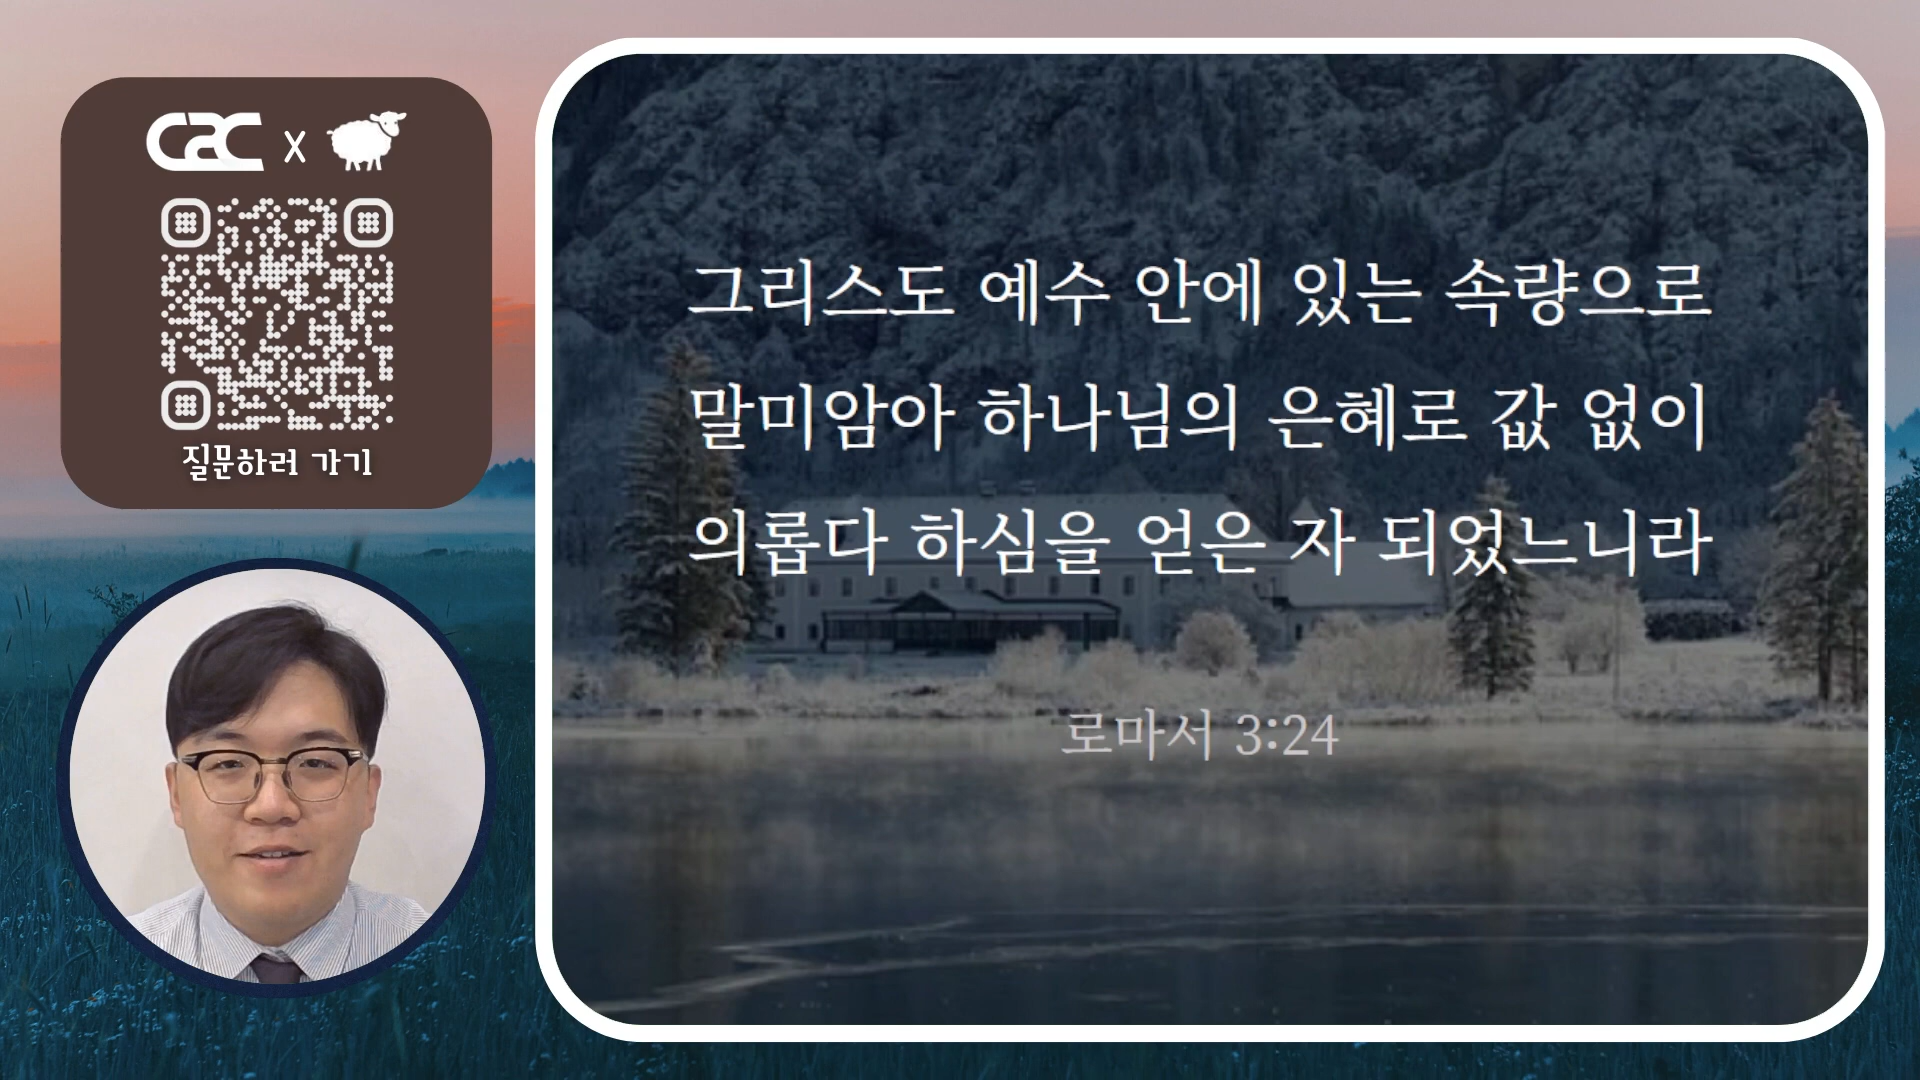 CAC X
질문하러 가기
그리스도 예수 안에 있는 속량으로
말미암아 하나님의 은혜로 값 없이
의롭다 하심을 얻은 자 되었느니라
로마서 3:24